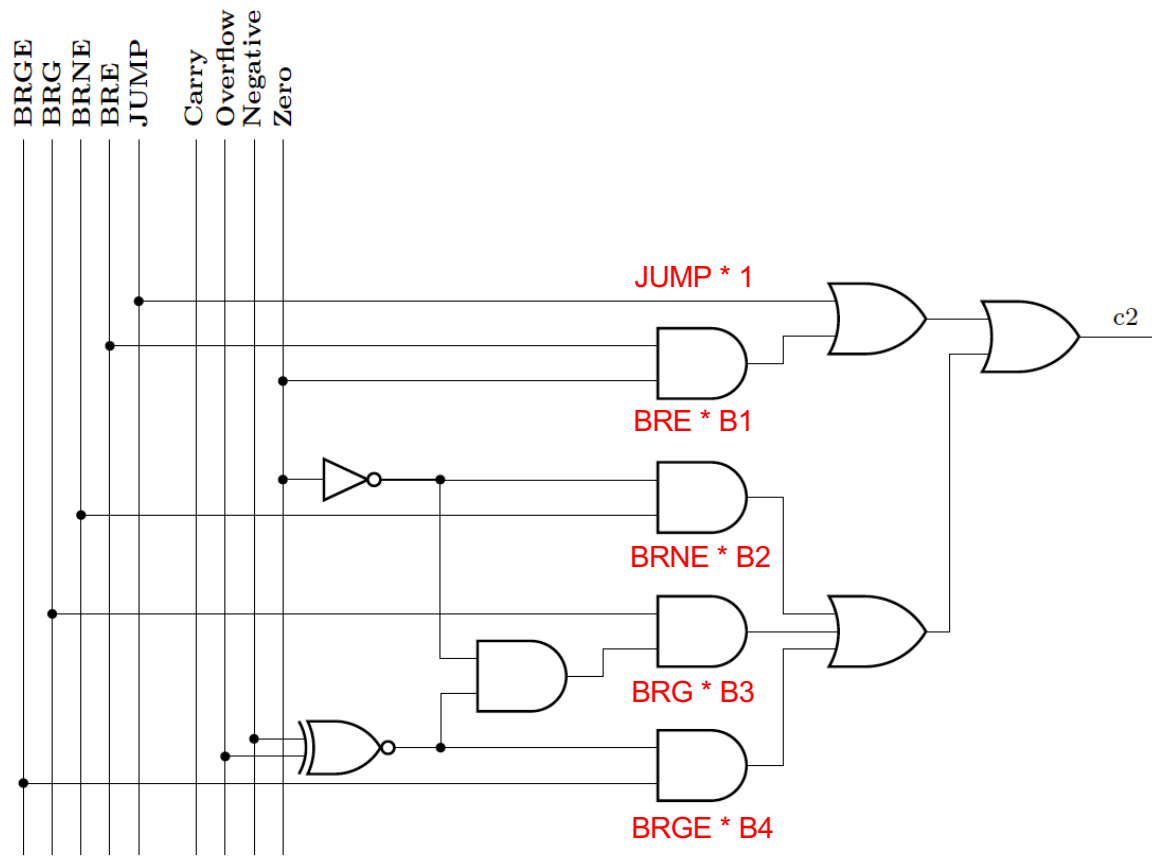 BRGE
BRG
BRNE
BRE
JUMP
Carry
Overflow
Negative
Zero
JUMP * 1
c2
BRE * B1
BRNE * B2
BRG * B3
BRGE * B4